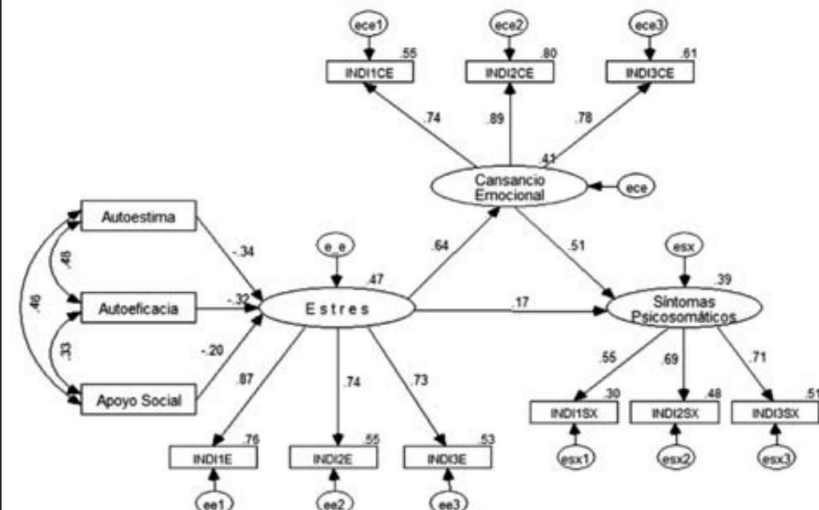 ece1
ece2
ece3
.55
.80
.61
INDI1CE
INDI2CE
INDI3CE
.74
.89
.78
.41
Cansancio
Emocional
ece
Autoestima
-.34
e_e
.64
.51
esx
.48
.46
.47
.39
Autoeficacia
-.32
Estres
.17
Síntomas
Psicosomáticos
.33
-.20
Apoyo Social
.87
.74
.73
.55
.69
.71
.30
.48
.51
INDI1SX
INDI2SX
INDI3SX
.76
.55
.53
INDI1E
INDI2E
INDI3E
esx1
esx2
esx3
ee1
ee2
ee3